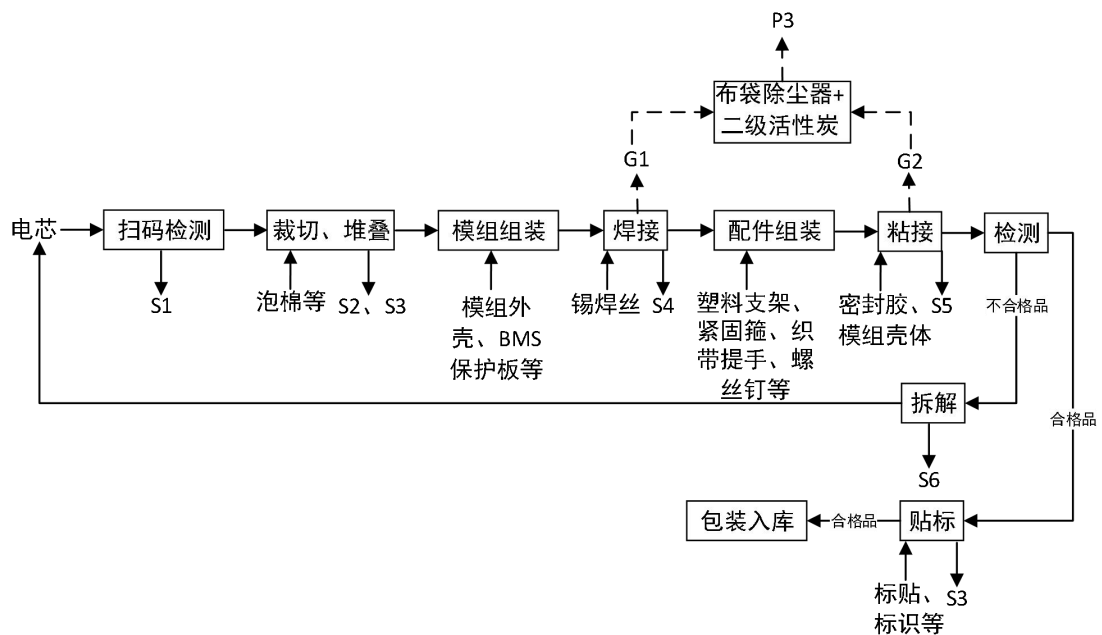 P3
布袋除尘器+
二级活性炭
G1
G2
电芯
扫码检测
裁切、堆叠
模组组装
焊接
配件组装
粘接
检测
S1
泡棉等
S2、S3
模组外
壳、BMS
保护板等
锡焊丝
S4
塑料支架、
紧固箍、织
带提手、螺
丝钉等
密封胶、
模组壳体
S5
不合格品
拆解
合格品
S6
包装入库
合格品
贴标
标贴、
标识等
S3